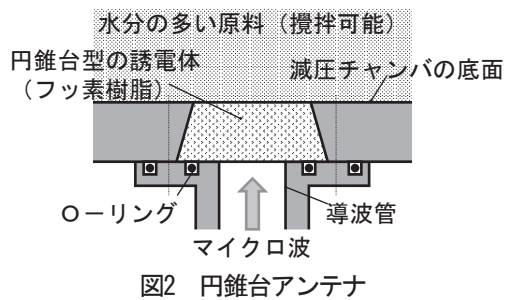 水分の多い原料（攪拌可能）
円錐台型の誘電体
（フッ素樹脂）
減圧チャンバの底面
Oーリング
導波管
マイクロ波
図2　円錐台アンテナ